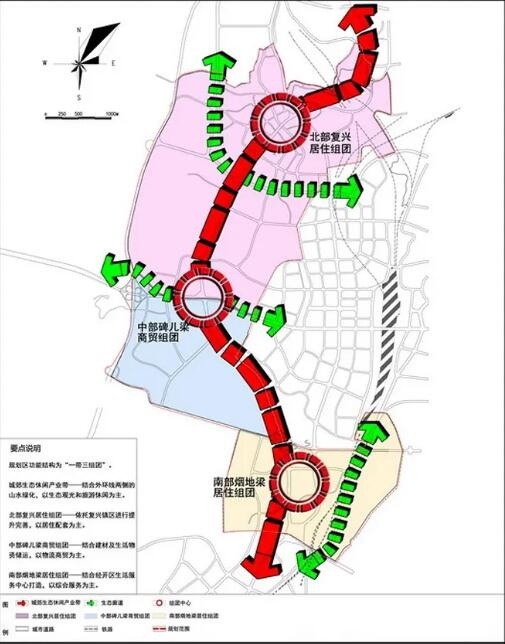 N
W
E
S
0 250 500 1000M
北部复兴
居住组团
中部碑儿梁
商贸组团
南部烟地梁
居住组团
要点说明
规划区功能结构为“一带三组团”。
城郊生态休闲产业带——结合外环线两侧的
山水绿化，以生态观光和旅游休闲为主。
北部复兴居住组团——依托复兴镇区进行提
升完善，以居住配套为主。
中部碑儿梁商贸组团——结合建材及生活物
资储运，以物流商贸为主。
南部烟地梁居住组团——结合经开区生活服
务中心打造，以综合服务为主。
图
例
城郊生态休闲产业带
生态廊道
组团中心
北部复兴居住组团
中部碑儿梁商贸组团
南部烟地梁居住组团
城市道路
铁路
规划范围